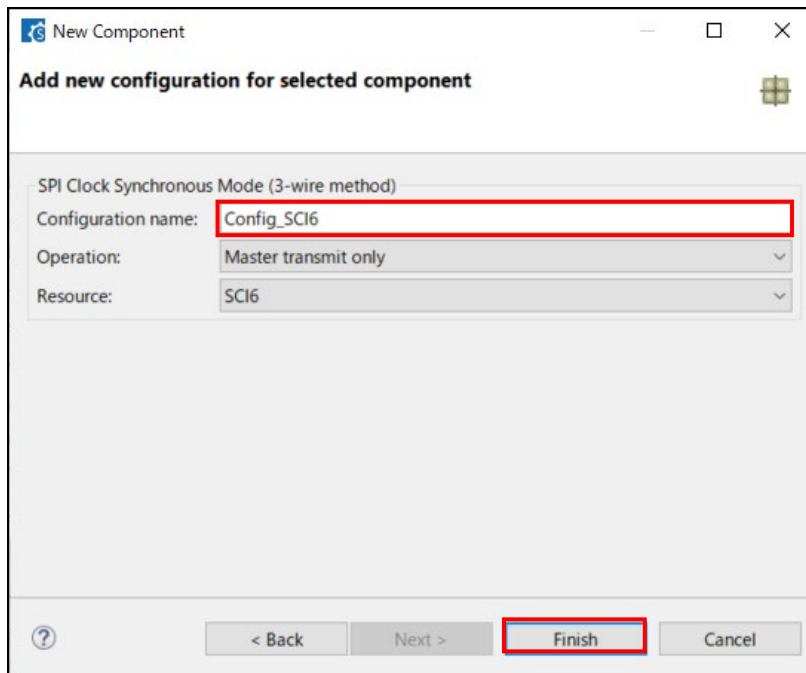 New Component
Add new configuration for selected component
SPI Clock Synchronous Mode (3-wire method)
Configuration name: Config_SCI6
Operation: Master transmit only
Resource: SCI6
< Back Next > Finish Cancel